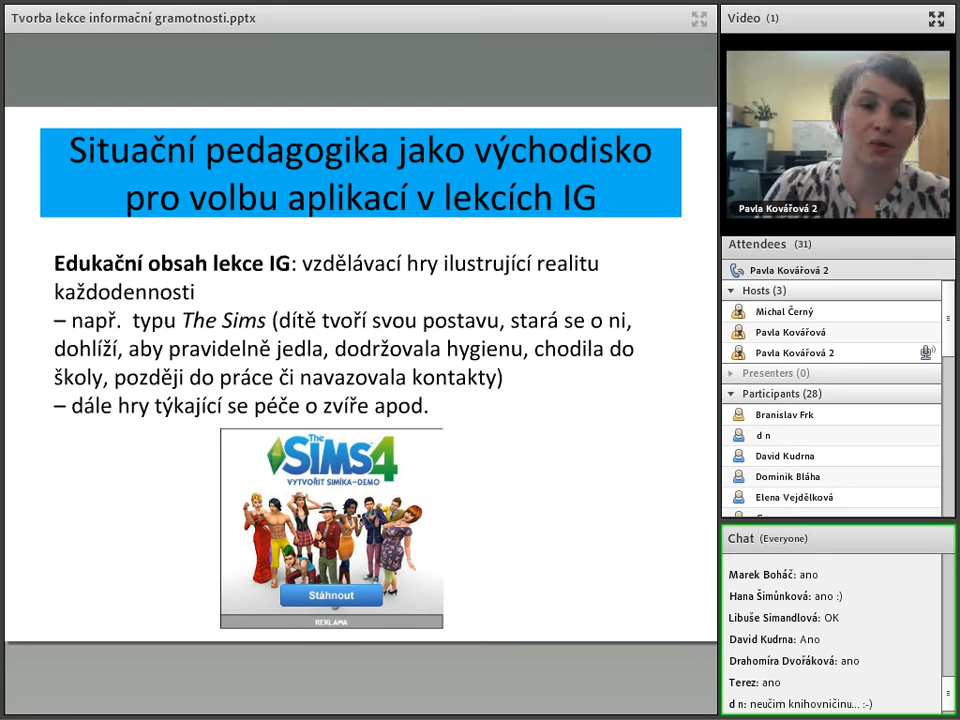 Tvorba lekce informační gramotnosti.pptx
Situační pedagogika jako východisko
pro volbu aplikací v lekcích IG
Edukační obsah lekce IG: vzdělávací hry ilustrující realitu
každodennosti
– např.  typu The Sims (dítě tvoří svou postavu, stará se o ni,
dohlíží, aby pravidelně jedla, dodržovala hygienu, chodila do
školy, později do práce či navazovala kontakty)
– dále hry týkající se péče o zvíře apod.
The SIMS 4
VYTVOŘIT SIMÍKA–DEMO
Stáhnout
REKLAMA
Video (1)
Pavla Kovářová 2
Attendees (31)
Pavla Kovářová 2
Hosts (3)
Michal Černý
Pavla Kovářová
Pavla Kovářová 2
Presenters (0)
Participants (28)
Branislav Frk
d n
David Kudrna
Dominik Bláha
Elena Vejdělková
Chat (Everyone)
Marek Boháč: ano
Hana Šimůnková: ano :)
Libuše Simandlová: OK
David Kudrna: Ano
Drahomíra Dvořáková: ano
Terez: ano
d n: neučim knihovničinu... :-)